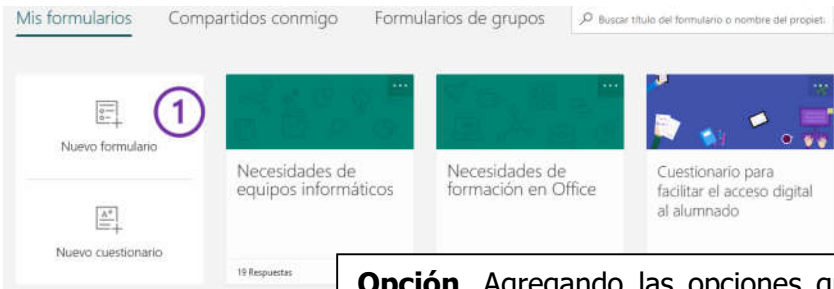 Mis formularios Compartidos conmigo Formularios de grupos Buscar título del formulario o nombre del propiet.
1
Nuevo formulario
Nuevo cuestionario
Necesidades de
equipos informáticos
19 Respuestas
Necesidades de
formación en Office
Cuestionario para
facilitar el acceso digital
al alumnado
Opción. Agregando las opciones q